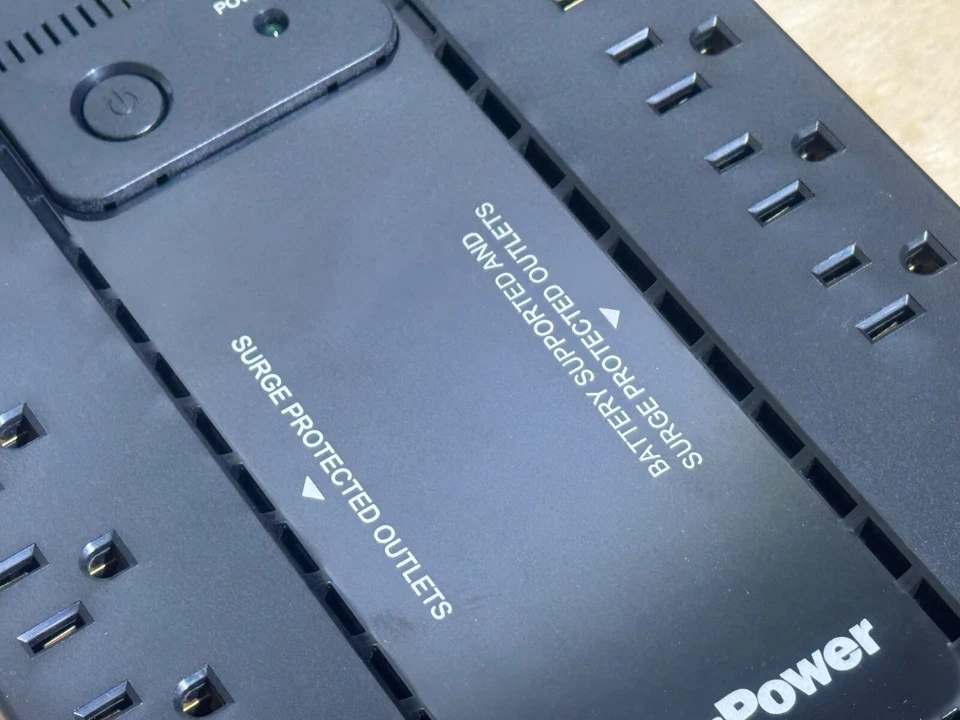 BATTERY SUPPORTED AND
SURGE PROTECTED OUTLETS
SURGE PROTECTED OUTLETS